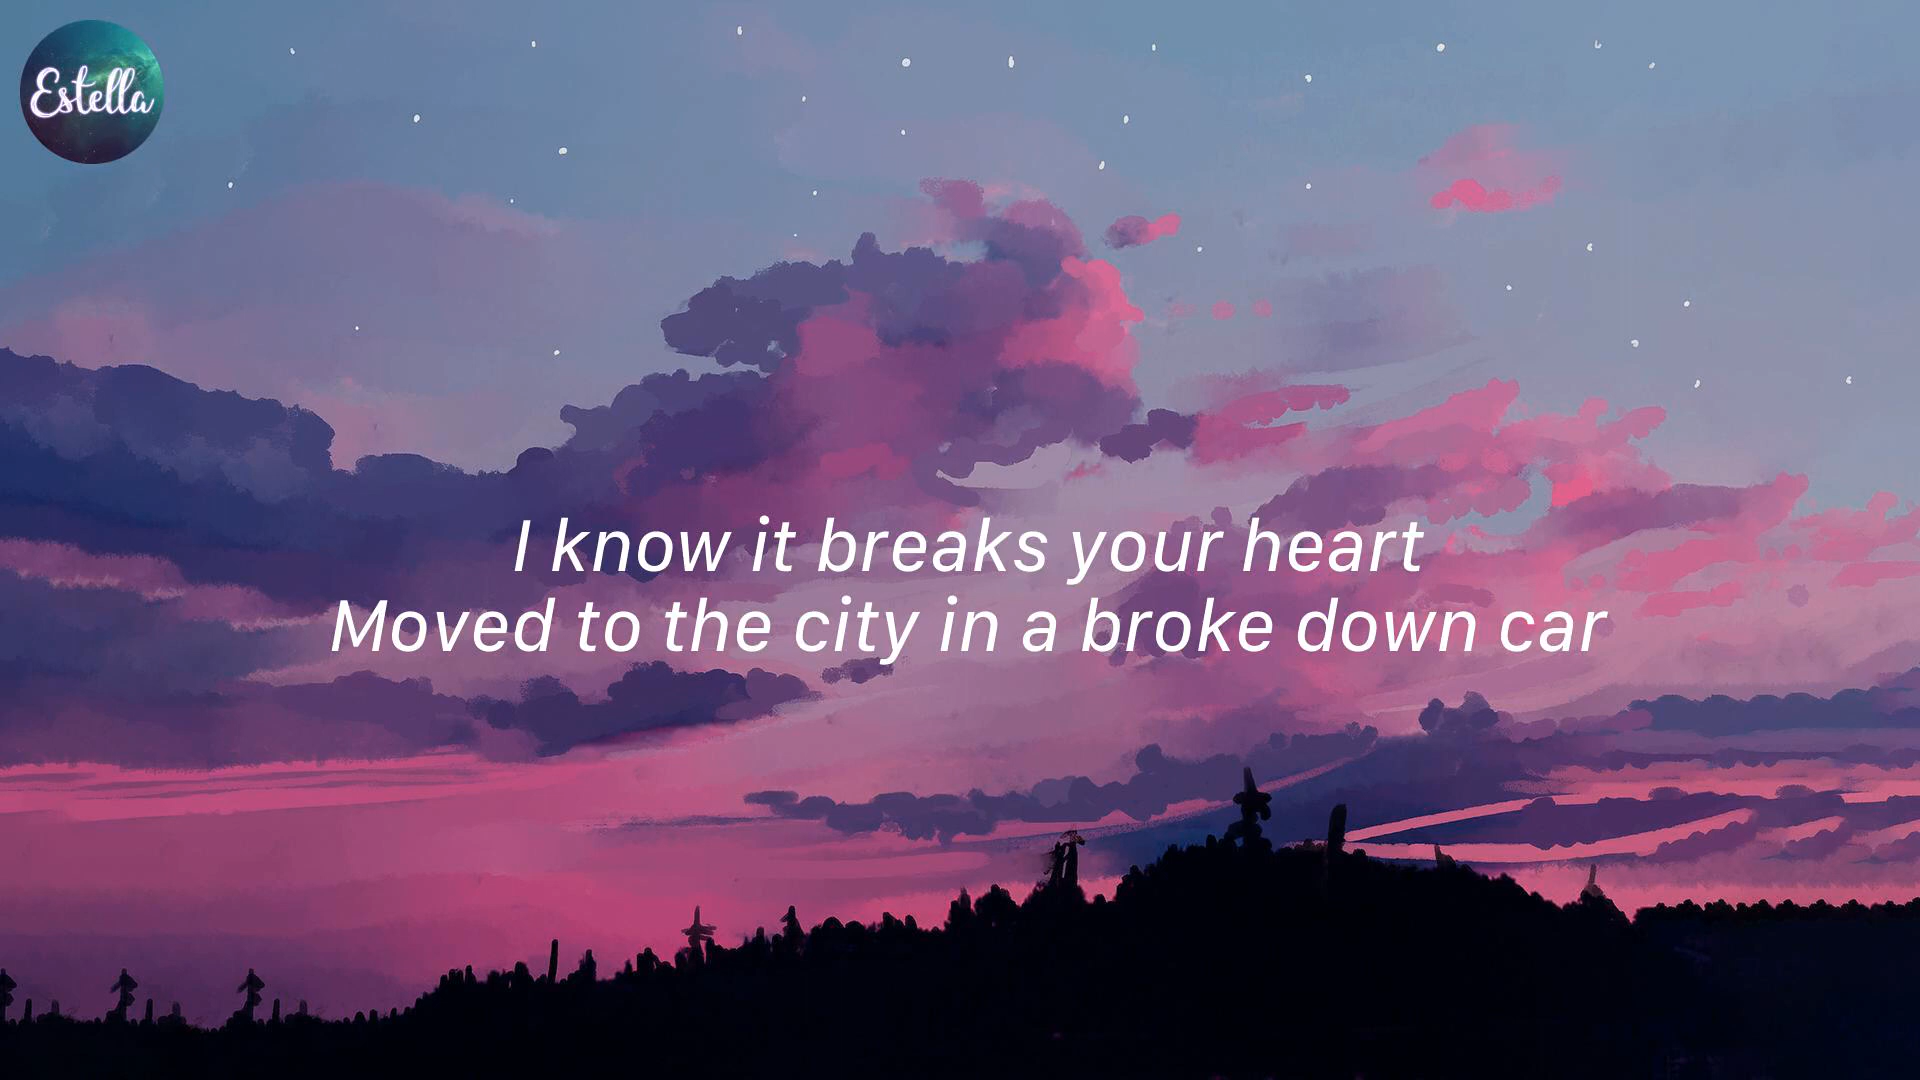 Estella
I know it breaks your heart
Moved to the city in a broke down car